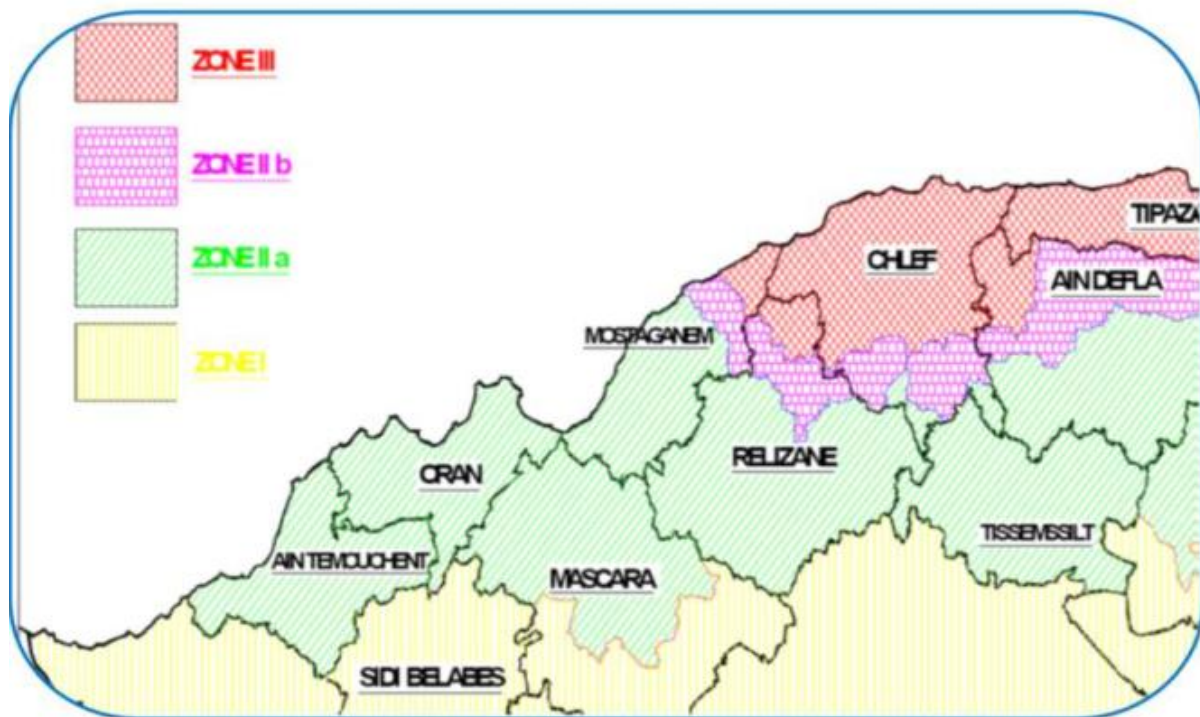 ZONE III
ZONE II b
ZONE II a
ZONE I
TIPAZA
CHLEF
AIN DEFLA
MOSTAGANEM
RELIZANE
ORAN
TISSEMSSILT
AIN TEMOUCHENT
MASCARA
SIDI BELABES